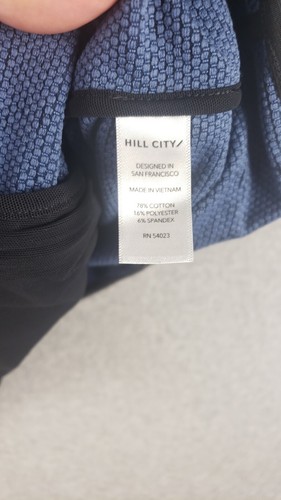 HILL CITY/
DESIGNED IN
SAN FRANCISCO
MADE IN VIETNAM
78% COTTON
16% POLYESTER
6% SPANDEX
RN 54023